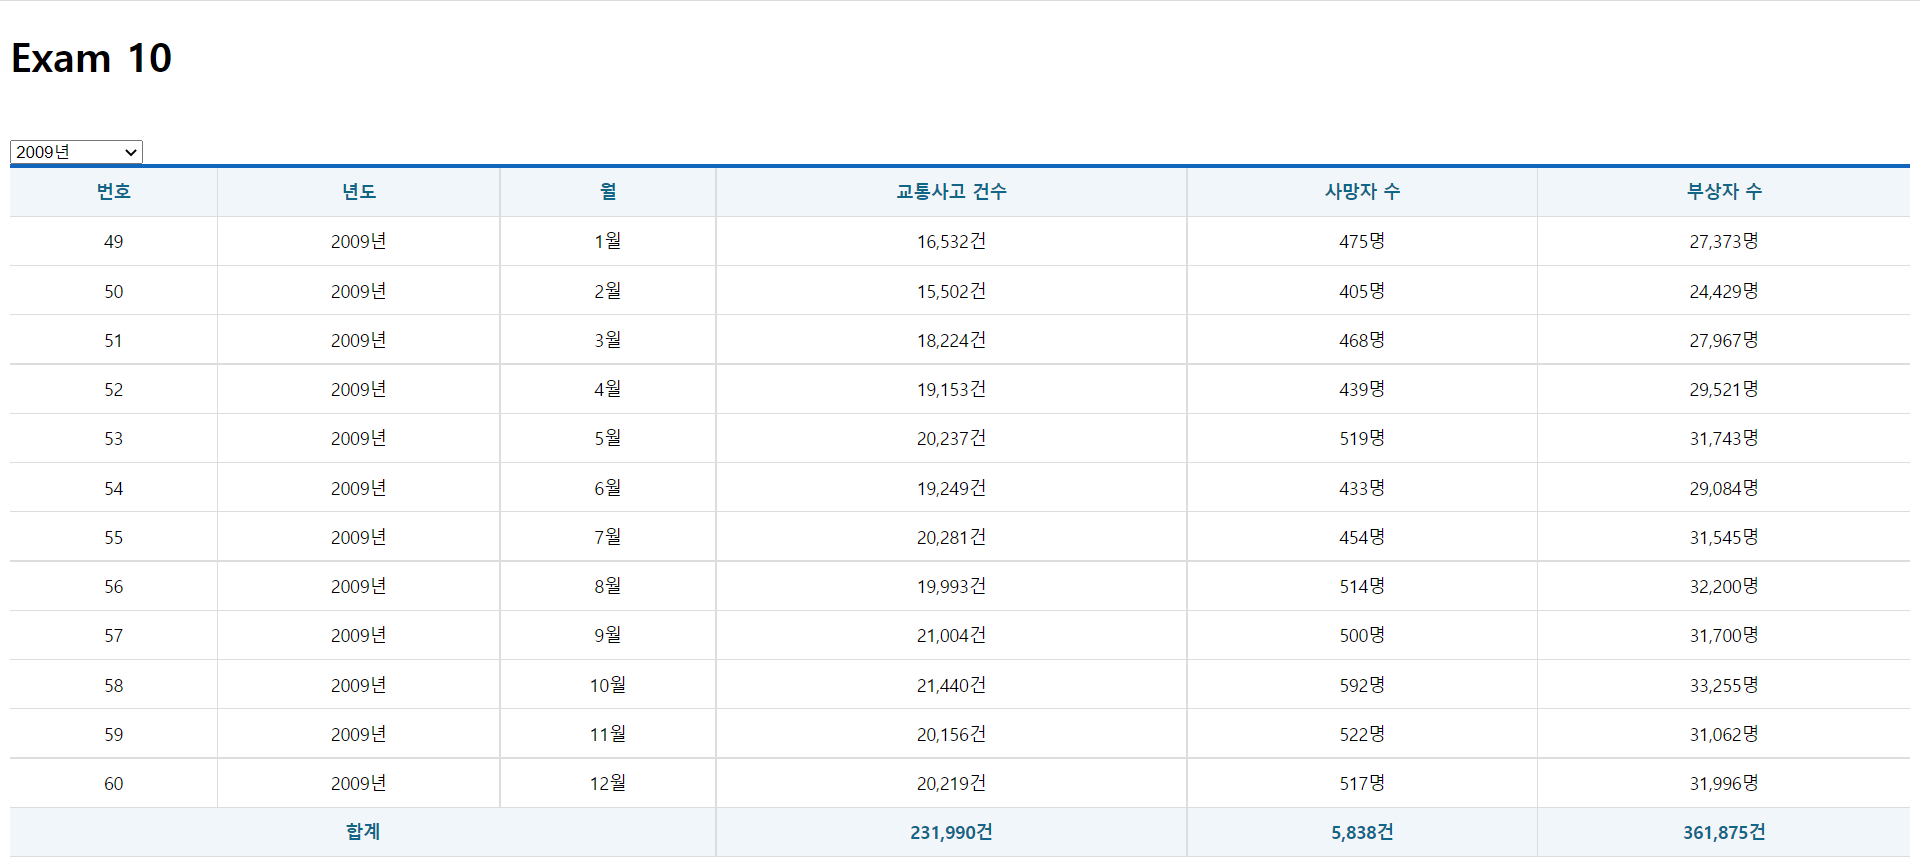 Exam 10
2009년
번호 년도 월 교통사고 건수 사망자 수 부상자 수
49 2009년 1월 16,532건 475명 27,373명
50 2009년 2월 15,502건 405명 24,429명
51 2009년 3월 18,224건 468명 27,967명
52 2009년 4월 19,153건 439명 29,521명
53 2009년 5월 20,237건 519명 31,743명
54 2009년 6월 19,249건 433명 29,084명
55 2009년 7월 20,281건 454명 31,545명
56 2009년 8월 19,993건 514명 32,200명
57 2009년 9월 21,004건 500명 31,700명
58 2009년 10월 21,440건 592명 33,255명
59 2009년 11월 20,156건 522명 31,062명
60 2009년 12월 20,219건 517명 31,996명
합계 231,990건 5,838건 361,875건